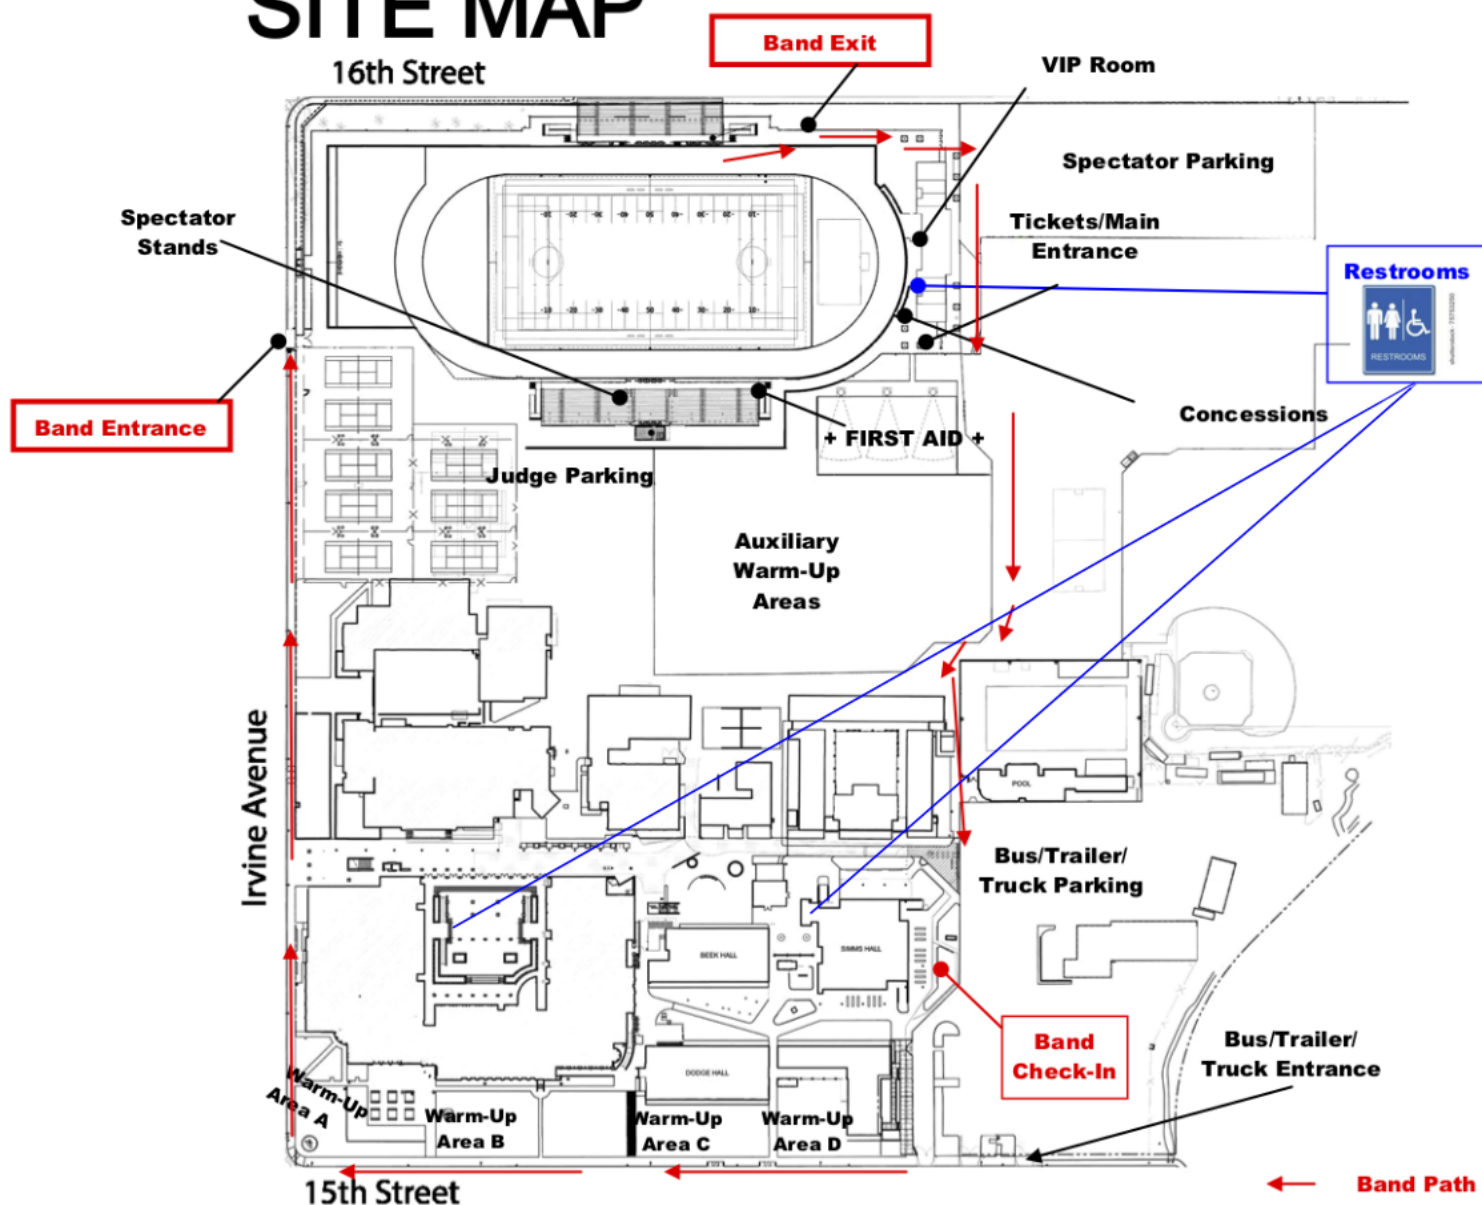 SITE MAP
16th Street
Band Exit
VIP Room
Spectator Parking
Spectator
Stands
Tickets/Main
Entrance
Restrooms
RESTROOMS
Band Entrance
Concessions
+ FIRST AID +
Judge Parking
Auxiliary
Warm-Up
Areas
Irvine Avenue
POOL
Bus/Trailer/
Truck Parking
BEEK HALL
SIMMS HALL
Band
Check-In
Bus/Trailer/
Truck Entrance
DODGE HALL
Warm-Up
Area A
Warm-Up
Area B
Warm-Up
Area C
Warm-Up
Area D
15th Street
Band Path